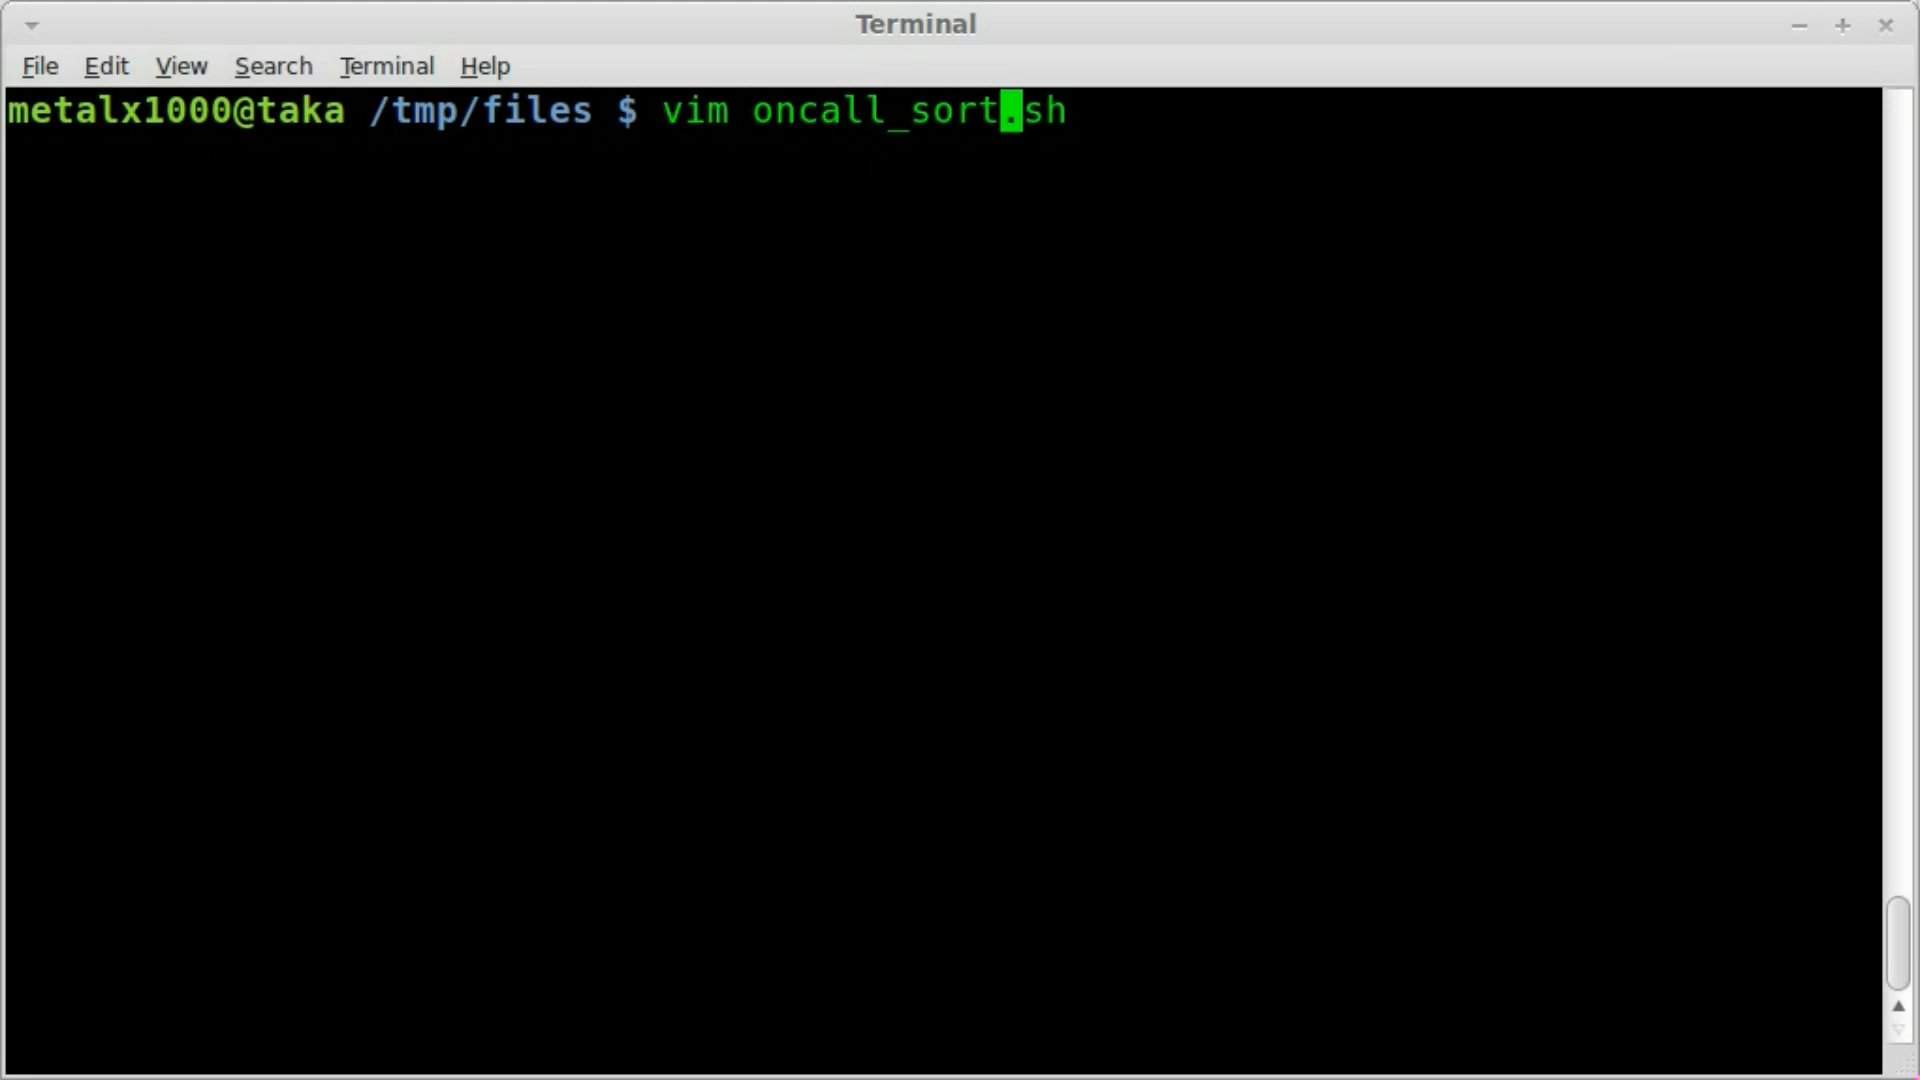 Terminal
File Edit View Search Terminal Help
metalx1000@taka /tmp/files $ vim oncall_sort.sh